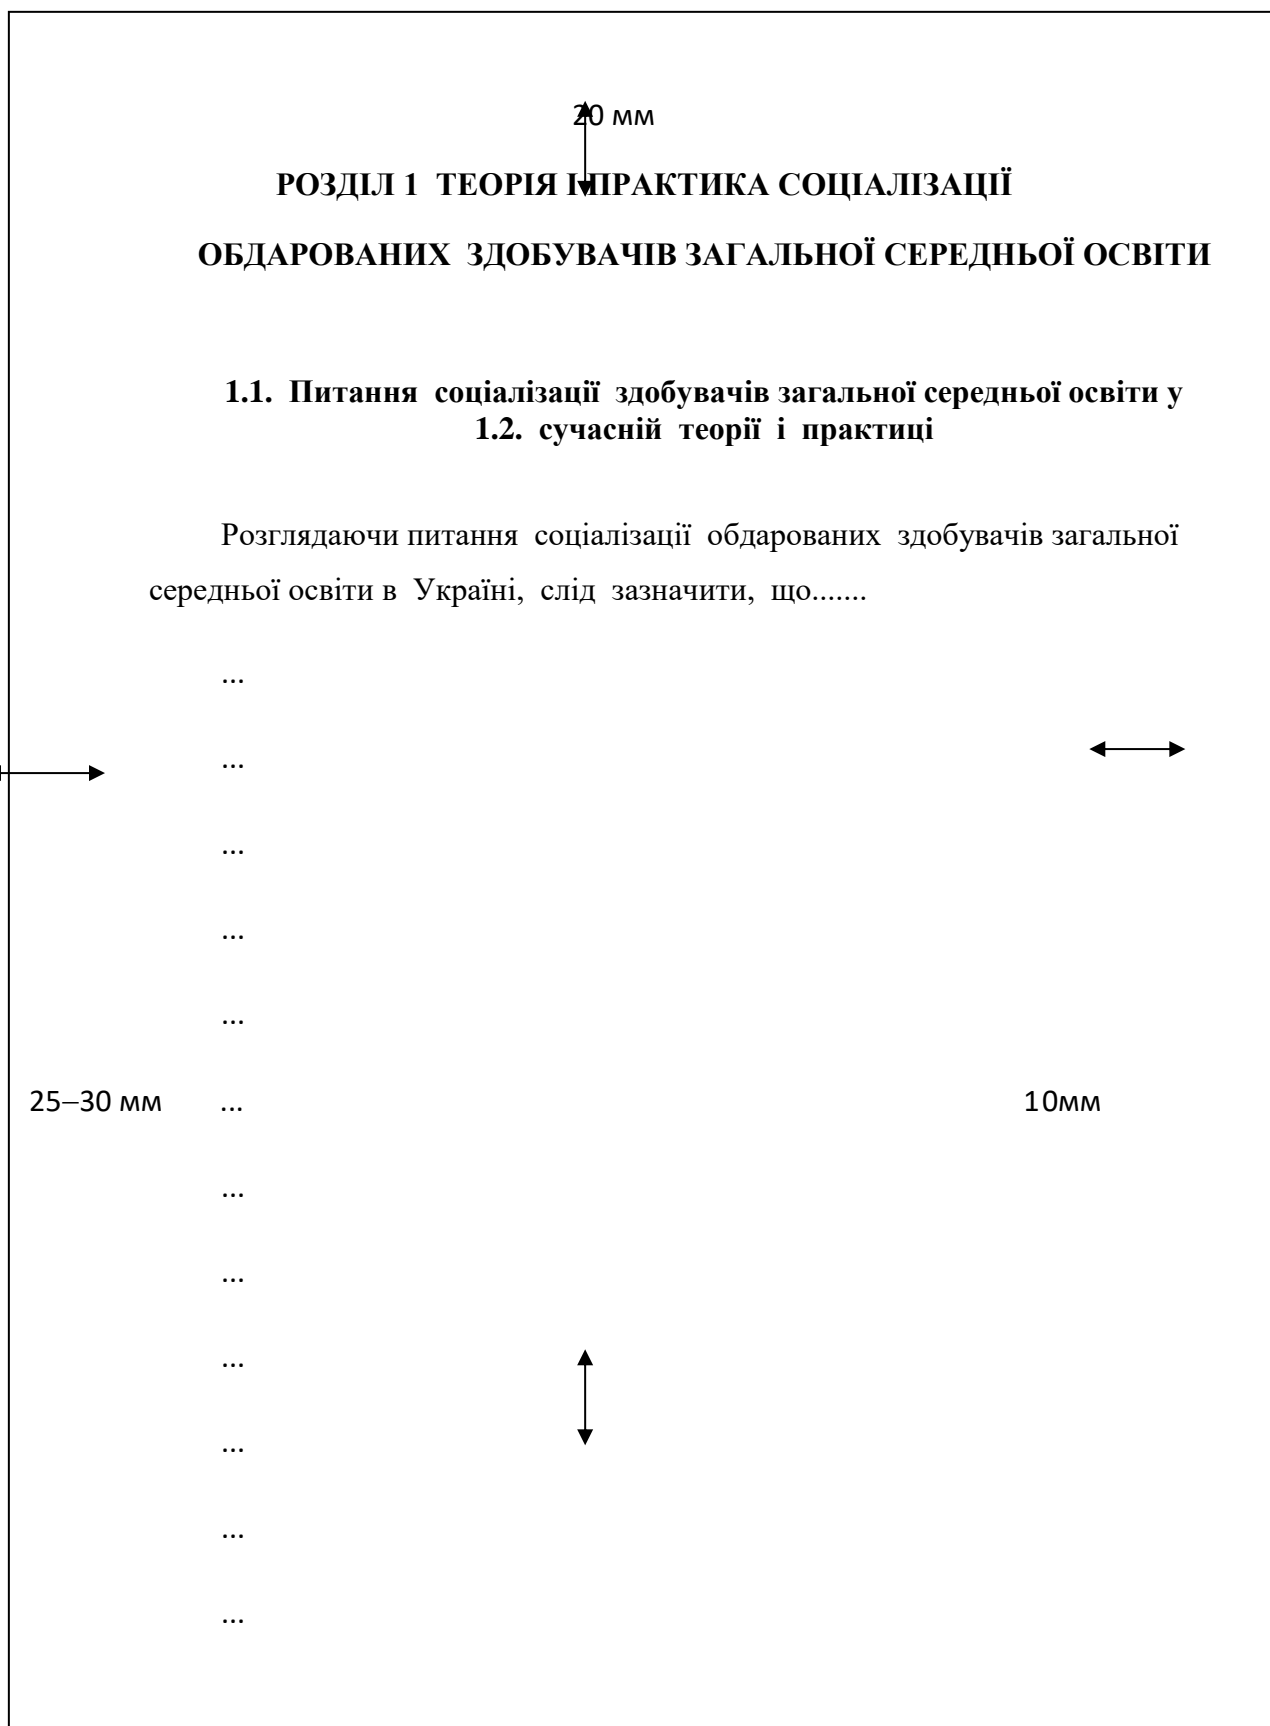 20 мм
РОЗДІЛ 1 ТЕОРІЯ І ПРАКТИКА СОЦІАЛІЗАЦІЇ
ОБДАРОВАНИХ ЗДОБУВАЧІВ ЗАГАЛЬНОЇ СЕРЕДНЬОЇ ОСВІТИ
1.1. Питання соціалізації здобувачів загальної середньої освіти у
1.2. сучасній теорії і практиці
Розглядаючи питання соціалізації обдарованих здобувачів загальної
середньої освіти в Україні, слід зазначити, що.......
...
...
...
...
...
25–30 мм ... 10мм
...
...
...
...
...
...